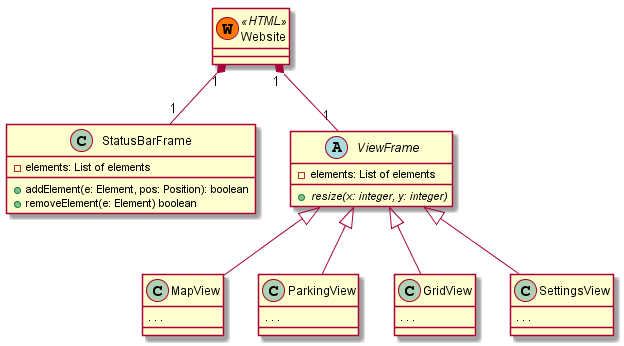 W «HTML»
Website
1 1
1 1
C StatusBarFrame
elements: List of elements
addElement(e: Element, pos: Position): boolean
removeElement(e: Element) boolean
A ViewFrame
elements: List of elements
resize(x: integer, y: integer)
C MapView
. . .
C ParkingView
. . .
C GridView
. . .
C SettingsView
. . .